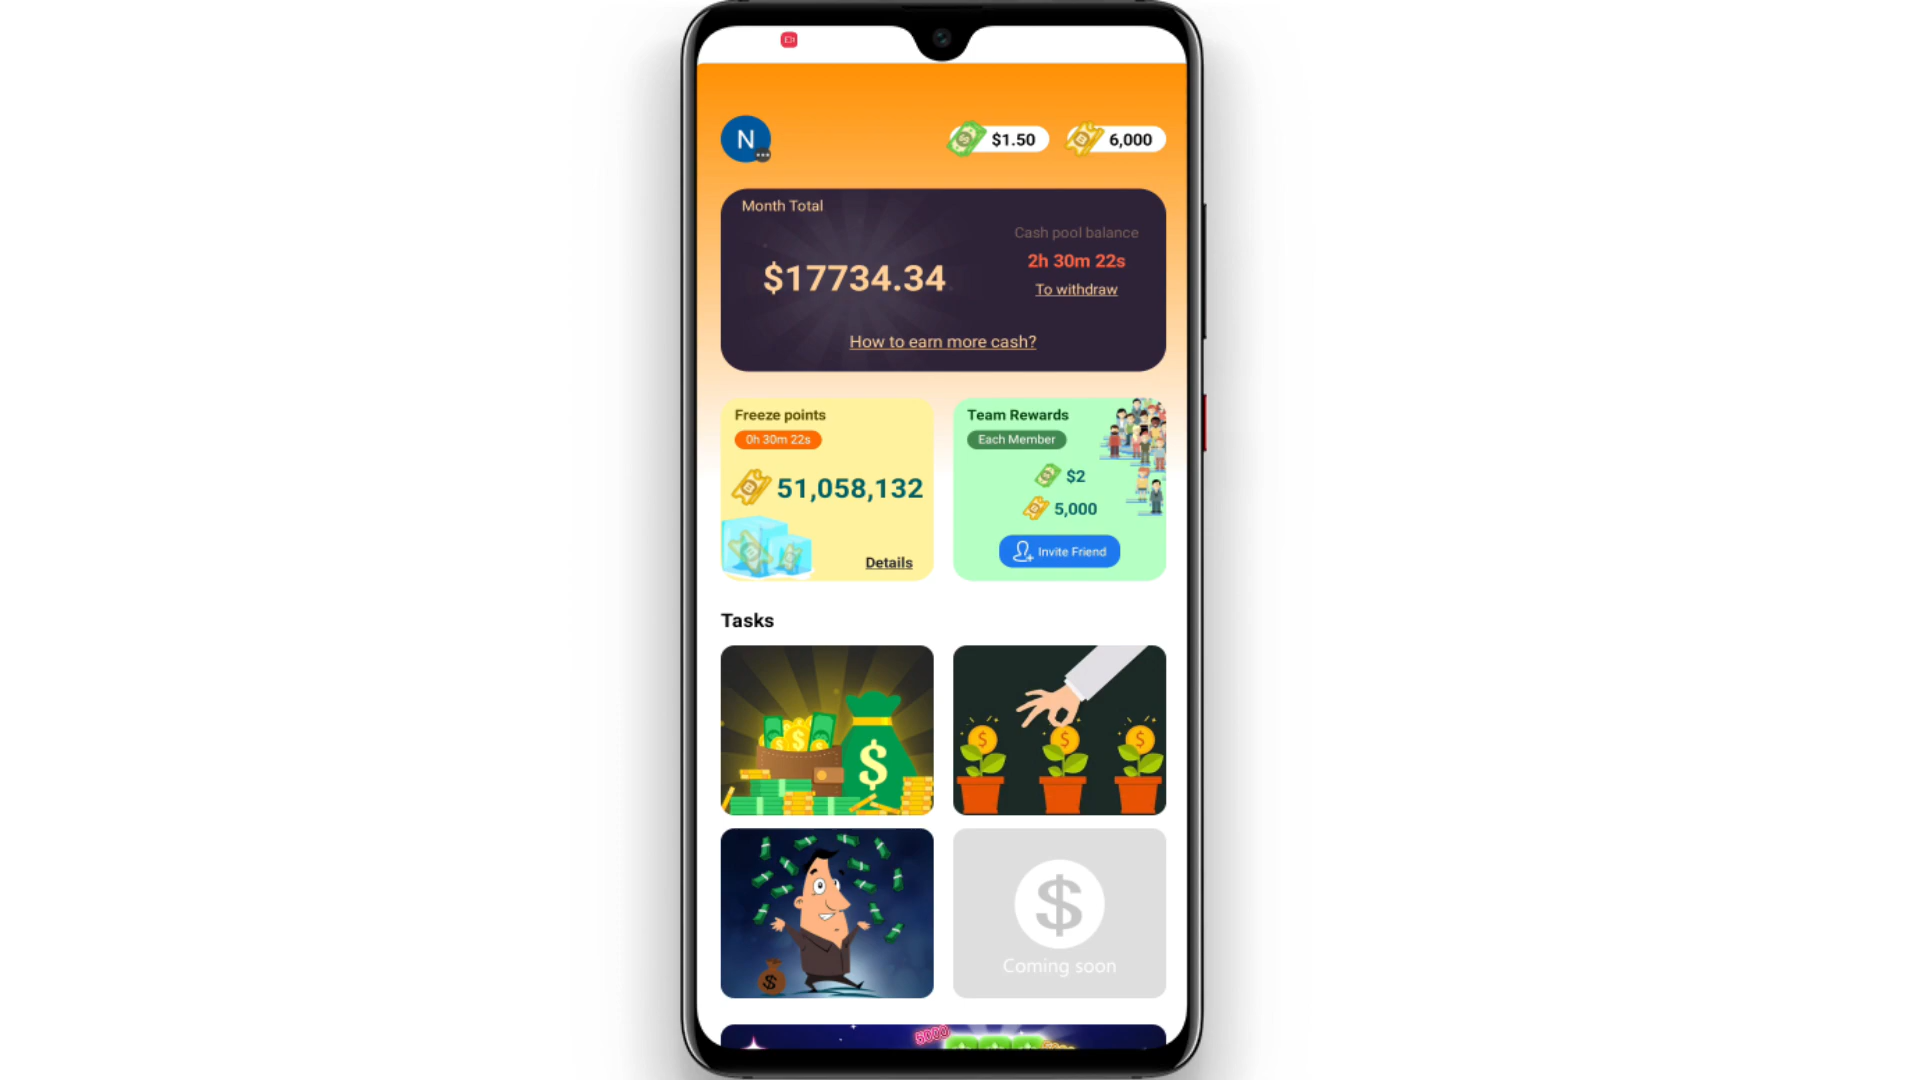 N
$1.50
6,000
Month Total
Cash pool balance
$17734.34
2h 30m 22s
To withdraw
How to earn more cash?
Freeze points
0h 30m 22s
51,058,132
Details
Team Rewards
Each Member
$2
5,000
Invite Friend
Tasks
$
$ $ $
$
$
Coming soon
5000